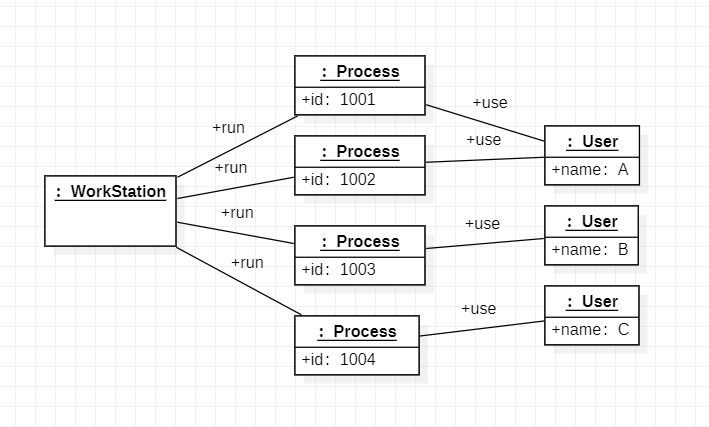 : Process
+id: 1001
+use
+run
: User
+name: A
: Process
+id: 1002
+use
+run
: WorkStation
+run
: Process
+id: 1003
+use
: User
+name: B
+run
: Process
+id: 1004
+use
: User
+name: C